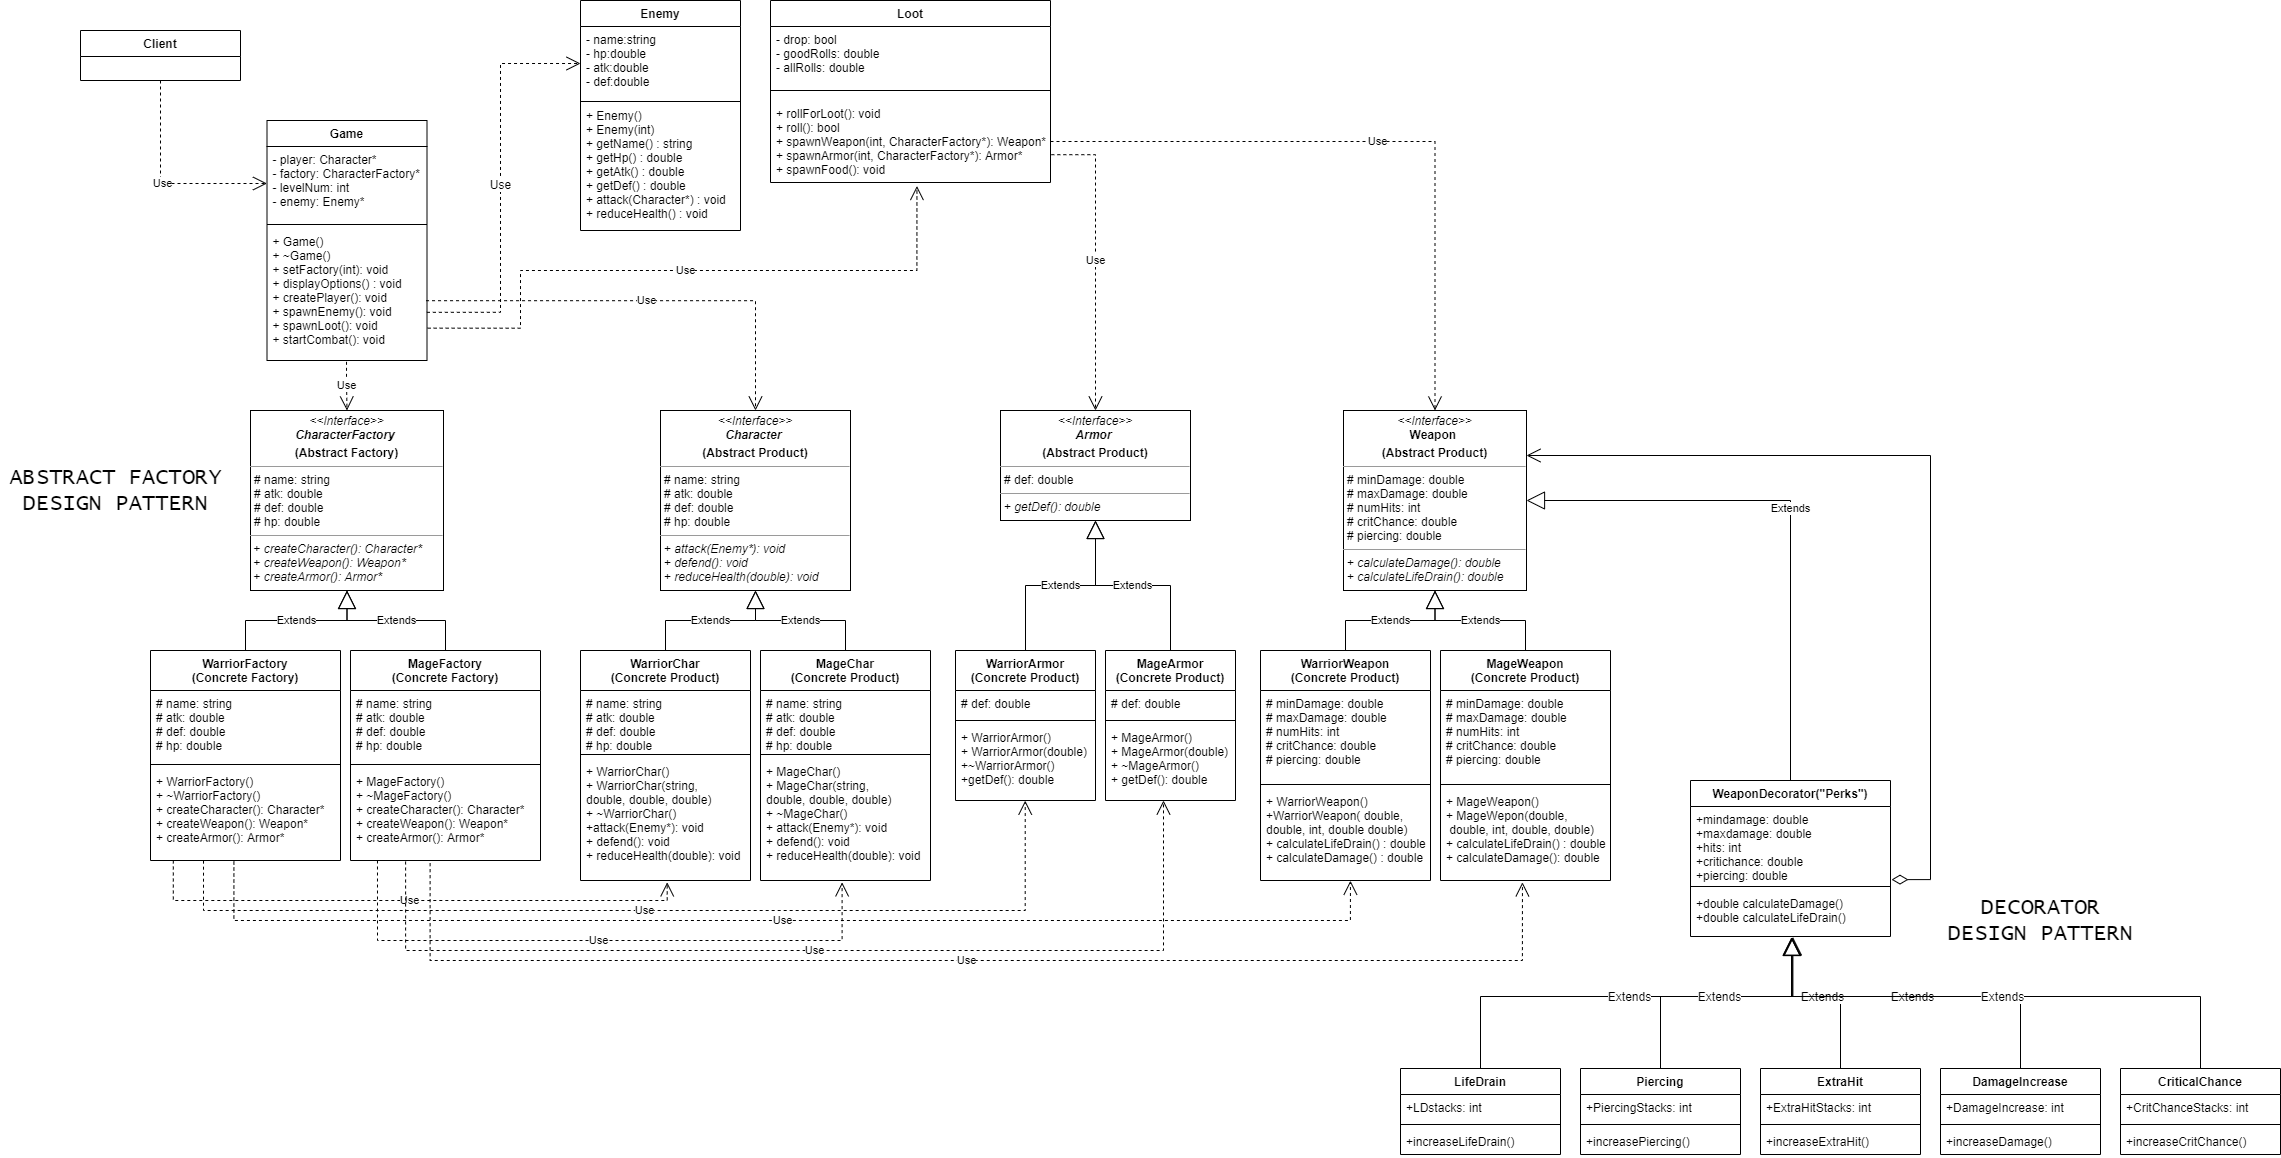 Client
Use
Game
- player: Character*
- factory: CharacterFactory*
- levelNum: int
- enemy: Enemy*
+ Game()
+ ~Game()
+ setFactory(int): void
+ displayOptions() : void
+ createPlayer(): void
+ spawnEnemy(): void
+ spawnLoot(): void
+ startCombat(): void
Use
Enemy
- name:string
- hp:double
- atk:double
- def:double
+ Enemy()
+ Enemy(int)
+ getName() : string
+ getHp() : double
+ getAtk() : double
+ getDef() : double
+ attack(Character*) : void
+ reduceHealth() : void
Loot
- drop: bool
- goodRolls: double
- allRolls: double
+ rollForLoot(): void
+ roll(): bool
+ spawnWeapon(int, CharacterFactory*): Weapon*
+ spawnArmor(int, CharacterFactory*): Armor*
+ spawnFood(): void
Use
Use
Use
Use
Use
ABSTRACT FACTORY
DESIGN PATTERN
<<Interface>>
CharacterFactory
(Abstract Factory)
# name: string
# atk: double
# def: double
# hp: double
+ createCharacter(): Character*
+ createWeapon(): Weapon*
+ createArmor(): Armor*
<<Interface>>
Character
(Abstract Product)
# name: string
# atk: double
# def: double
# hp: double
+ attack(Enemy*): void
+ defend(): void
+ reduceHealth(double): void
<<Interface>>
Armor
(Abstract Product)
# def: double
+ getDef(): double
<<Interface>>
Weapon
(Abstract Product)
# minDamage: double
# maxDamage: double
# numHits: int
# critChance: double
# piercing: double
+ calculateDamage(): double
+ calculateLifeDrain(): double
Extends
Extends
Extends
Extends
Extends
Extends
Extends
Extends
Extends
WarriorFactory
(Concrete Factory)
# name: string
# atk: double
# def: double
# hp: double
+ WarriorFactory()
+ ~WarriorFactory()
+ createCharacter(): Character*
+ createWeapon(): Weapon*
+ createArmor(): Armor*
MageFactory
(Concrete Factory)
# name: string
# atk: double
# def: double
# hp: double
+ MageFactory()
+ ~MageFactory()
+ createCharacter(): Character*
+ createWeapon(): Weapon*
+ createArmor(): Armor*
WarriorChar
(Concrete Product)
# name: string
# atk: double
# def: double
# hp: double
+ WarriorChar()
+ WarriorChar(string,
double, double, double)
+ ~WarriorChar()
+attack(Enemy*): void
+ defend(): void
+ reduceHealth(double): void
MageChar
(Concrete Product)
# name: string
# atk: double
# def: double
# hp: double
+ MageChar()
+ MageChar(string,
double, double, double)
+ ~MageChar()
+ attack(Enemy*): void
+ defend(): void
+ reduceHealth(double): void
WarriorArmor
(Concrete Product)
# def: double
+ WarriorArmor()
+ WarriorArmor(double)
+~WarriorArmor()
+getDef(): double
MageArmor
(Concrete Product)
# def: double
+ MageArmor()
+ MageArmor(double)
+ ~MageArmor()
+ getDef(): double
WarriorWeapon
(Concrete Product)
# minDamage: double
# maxDamage: double
# numHits: int
# critChance: double
# piercing: double
+ WarriorWeapon()
+WarriorWeapon( double,
double, int, double double)
+ calculateLifeDrain() : double
+ calculateDamage() : double
MageWeapon
(Concrete Product)
# minDamage: double
# maxDamage: double
# numHits: int
# critChance: double
# piercing: double
+ MageWeapon()
+ MageWepon(double,
double, int, double, double)
+ calculateLifeDrain() : double
+ calculateDamage(): double
Use
Use
Use
Use
Use
Use
WeaponDecorator("Perks")
+mindamage: double
+maxdamage: double
+hits: int
+critichance: double
+piercing: double
+double calculateDamage()
+double calculateLifeDrain()
DECORATOR
DESIGN PATTERN
Extends
Extends
Extends
Extends
Extends
LifeDrain
+LDstacks: int
+increaseLifeDrain()
Piercing
+PiercingStacks: int
+increasePiercing()
ExtraHit
+ExtraHitStacks: int
+increaseExtraHit()
DamageIncrease
+DamageIncrease: int
+increaseDamage()
CriticalChance
+CritChanceStacks: int
+increaseCritChance()